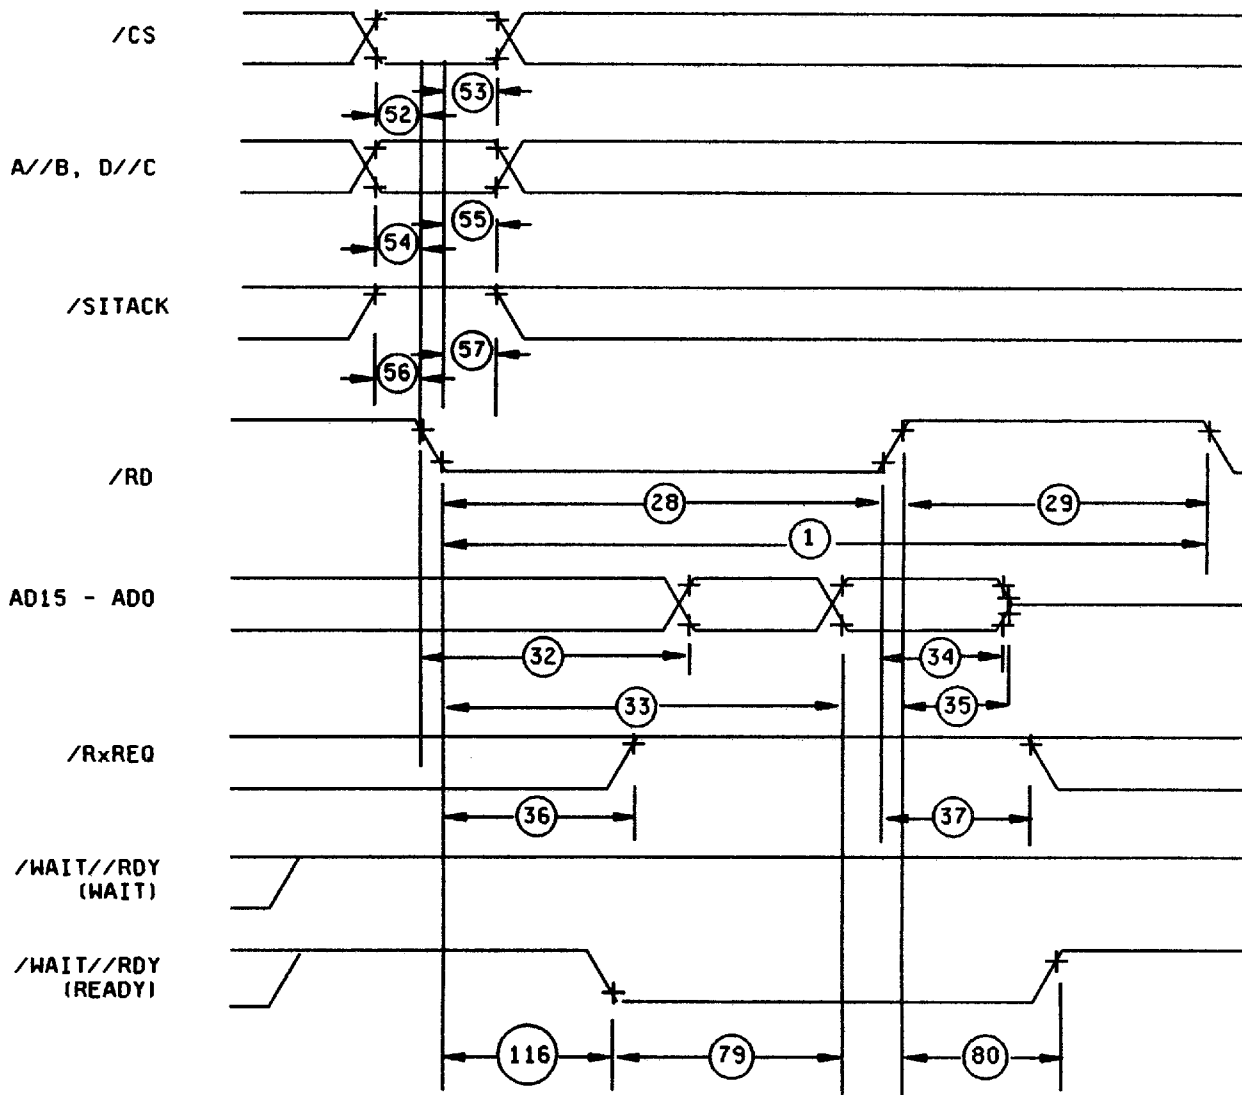 /CS
53
52
A//B, D//C
55
54
/SITACK
57
56
/RD
28
29
1
AD15 - AD0
32
34
33
35
/RxREQ
36
37
/WAIT//RDY
(WAIT)
/WAIT//RDY
(READY)
116
79
80